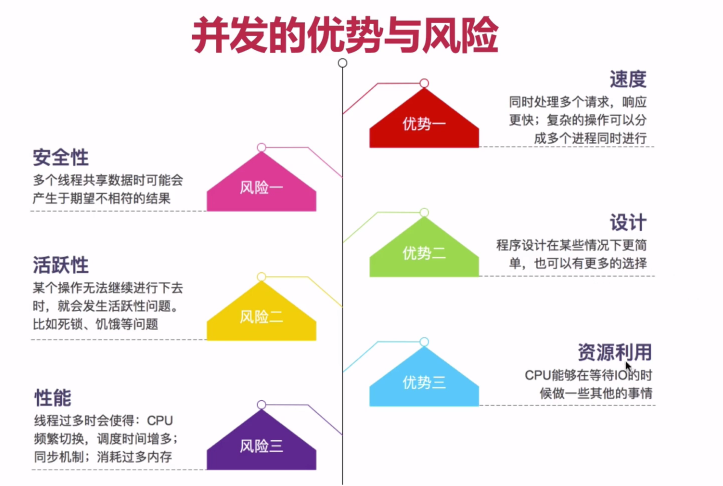 并发的优势与风险
速度
同时处理多个请求，响应
更快；复杂的操作可以分
成多个进程同时进行
优势一
安全性
多个线程共享数据时可能会
产生于期望不相符的结果
风险一
设计
程序设计在某些情况下更简
单，也可以有更多的选择
优势二
活跃性
某个操作无法继续进行下去
时，就会发生活跃性问题。
比如死锁、饥饿等问题
风险二
资源利用
CPU能够在等待IO的时
候做一些其他的事情
优势三
性能
线程过多时会使得：CPU
频繁切换，调度时间增多；
同步机制；消耗过多内存
风险三